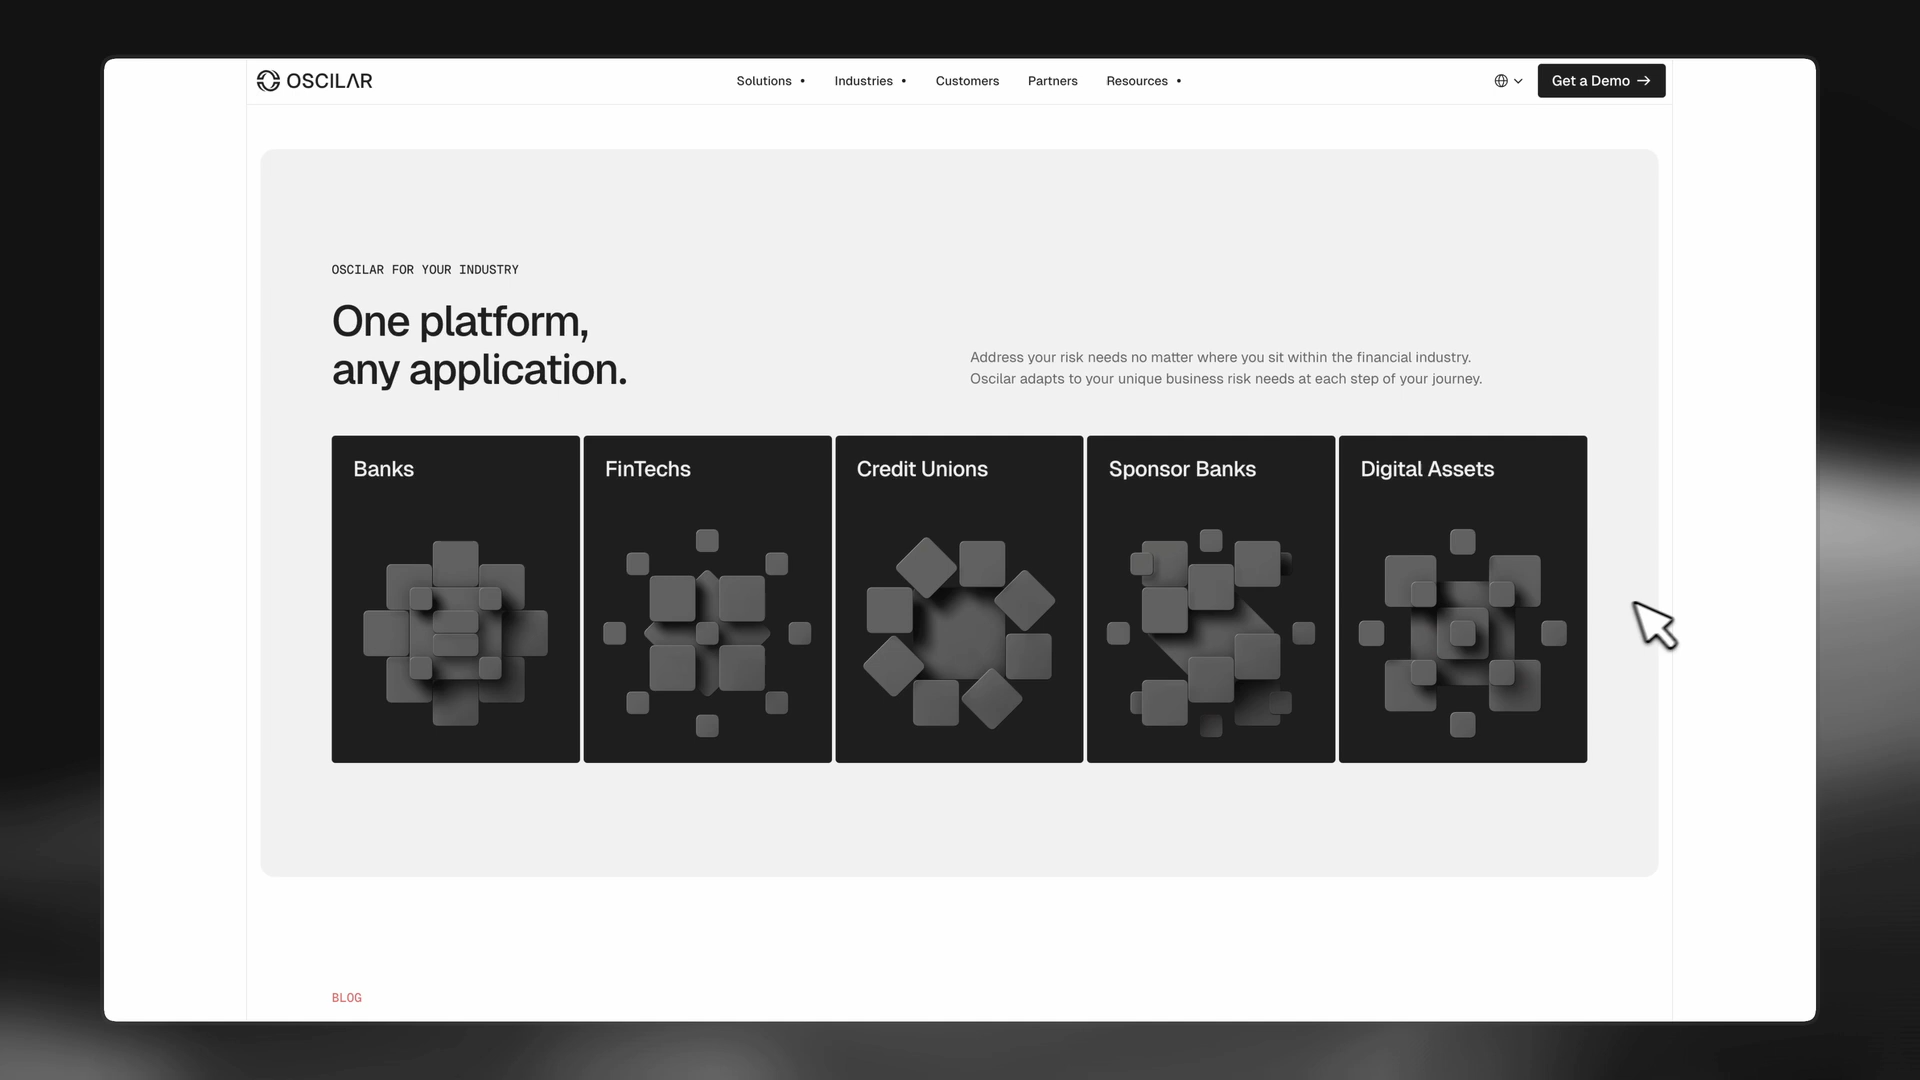 OSCILAR
Solutions •
Industries •
Customers
Partners
Resources •
Get a Demo →
OSCILAR FOR YOUR INDUSTRY
One platform,
any application.
Address your risk needs no matter where you sit within the financial industry.
Oscilar adapts to your unique business risk needs at each step of your journey.
Banks
FinTechs
Credit Unions
Sponsor Banks
Digital Assets
BLOG